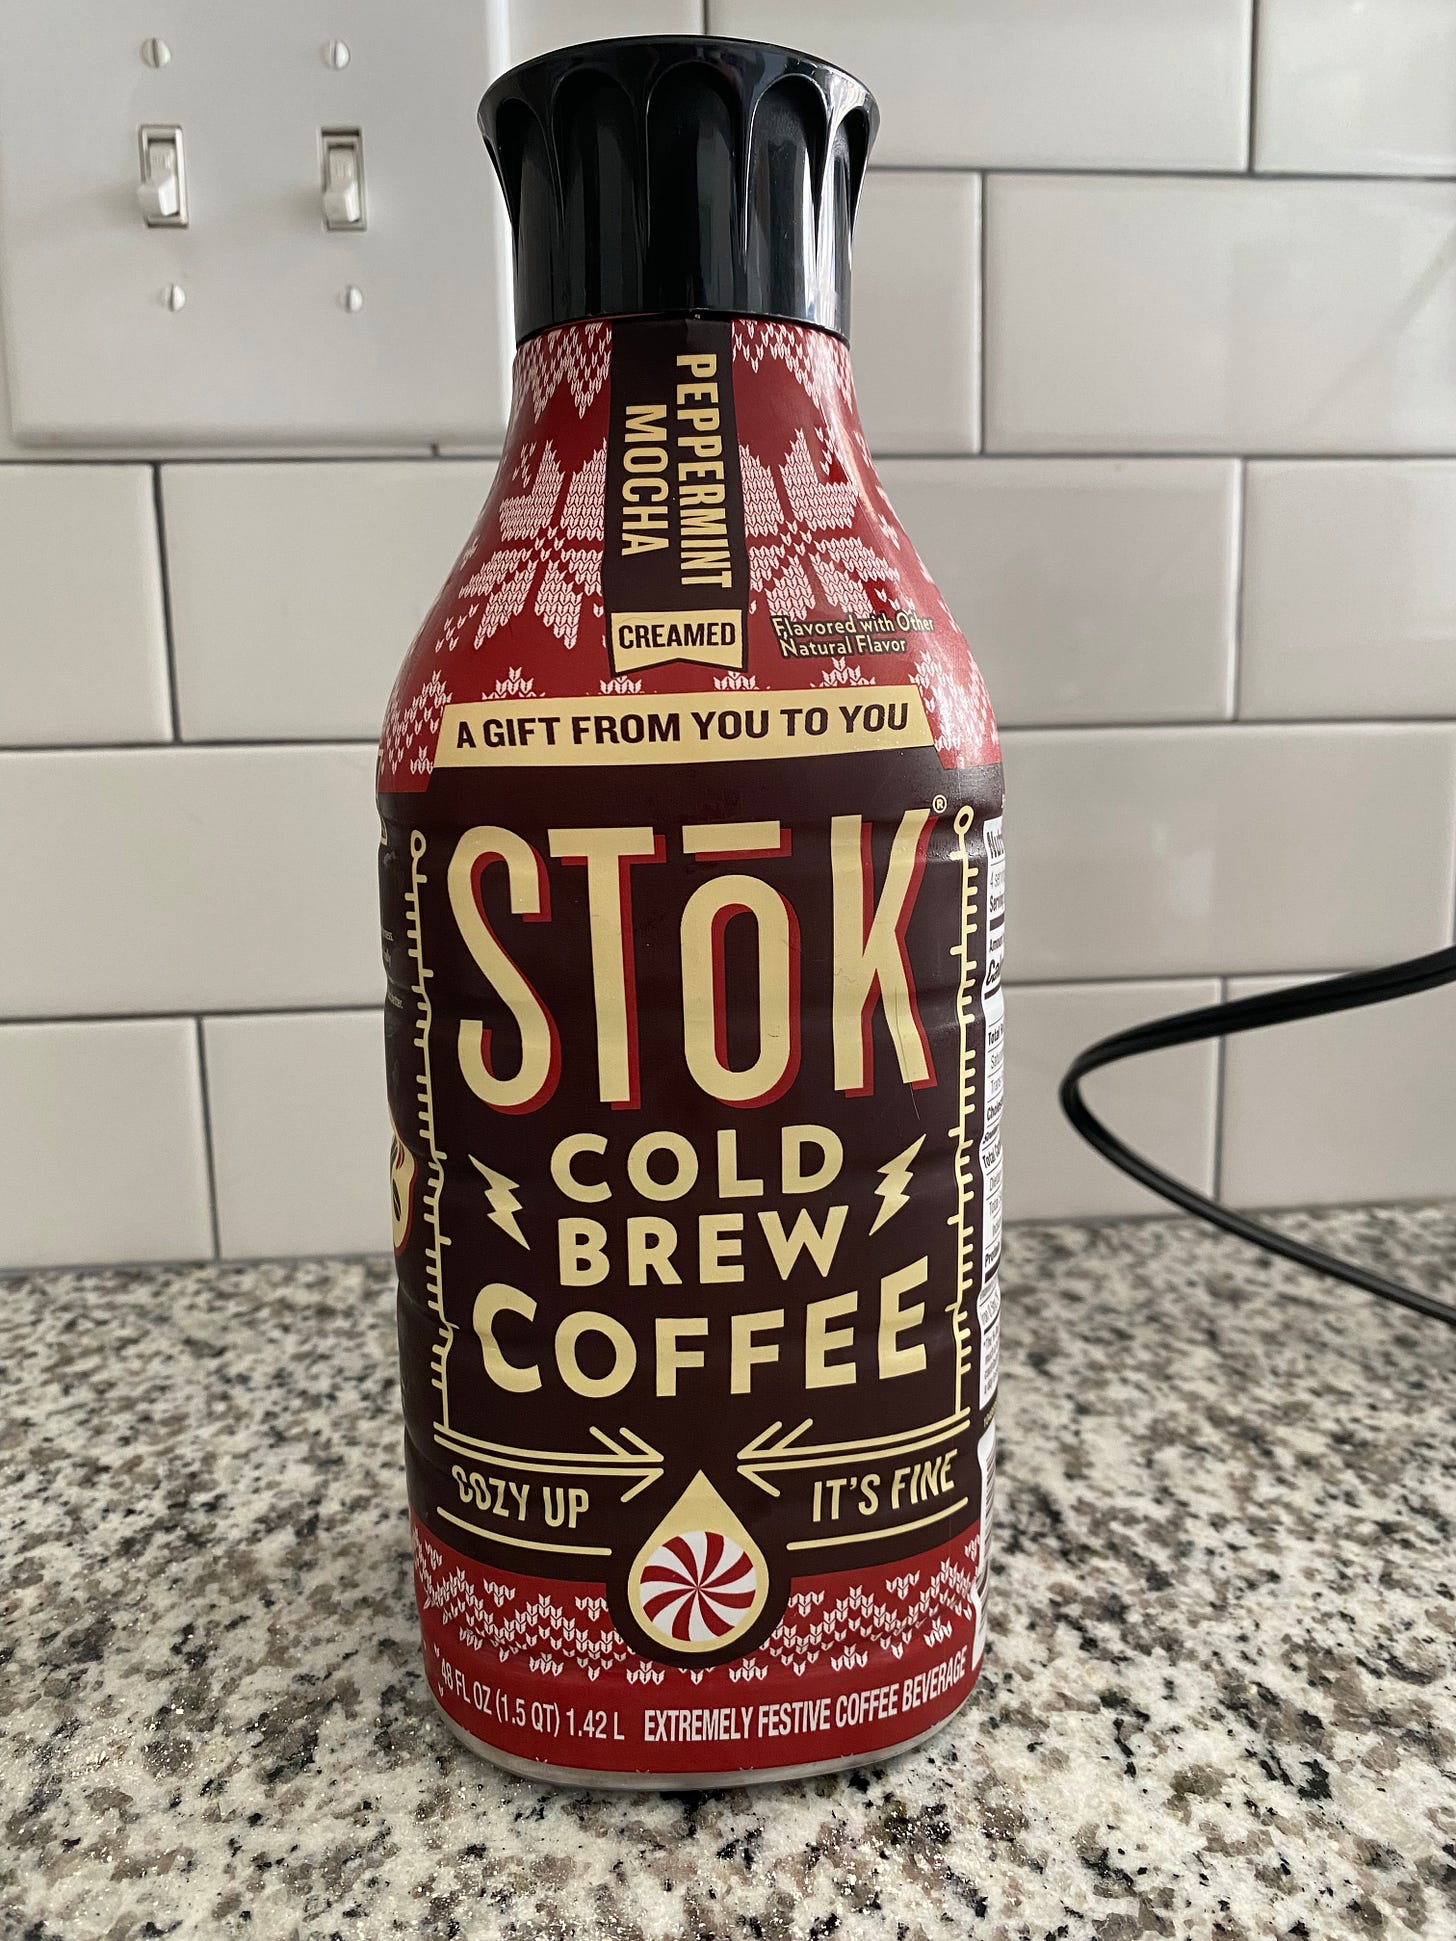 PEPPERMINT
MOCHA
CREAMED
Flavored with Other
Natural Flavor
A GIFT FROM YOU TO YOU
STōK®
COLD
BREW
COFFEE
COZY UP
IT'S FINE
48 FL OZ (1.5 QT) 1.42 L EXTREMELY FESTIVE COFFEE BEVERAGE